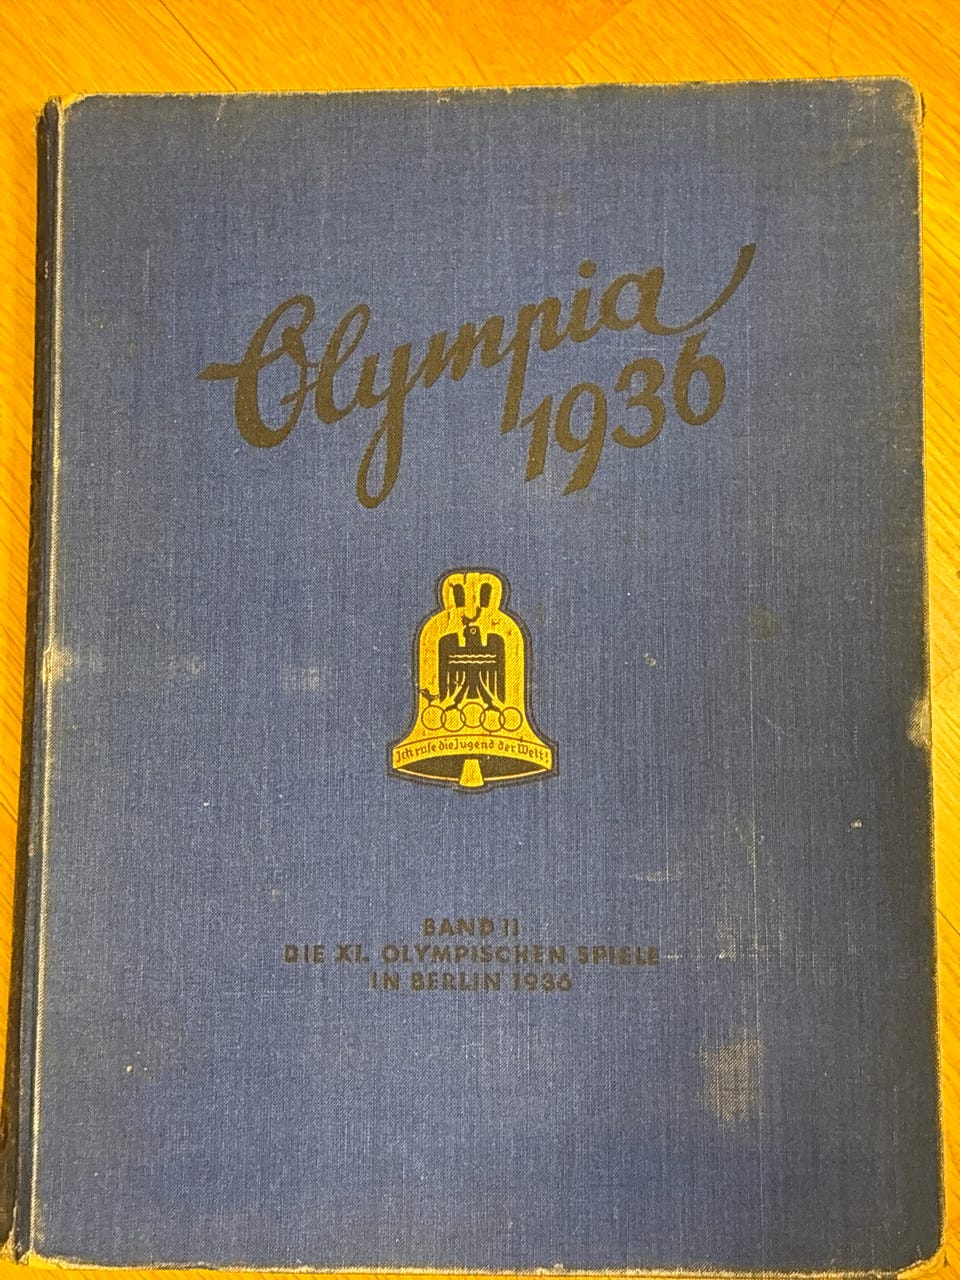 Olympia
1936
Ich rufe die Jugend der Welt!
BAND II
DIE XI. OLYMPISCHEN SPIELE
IN BERLIN 1936